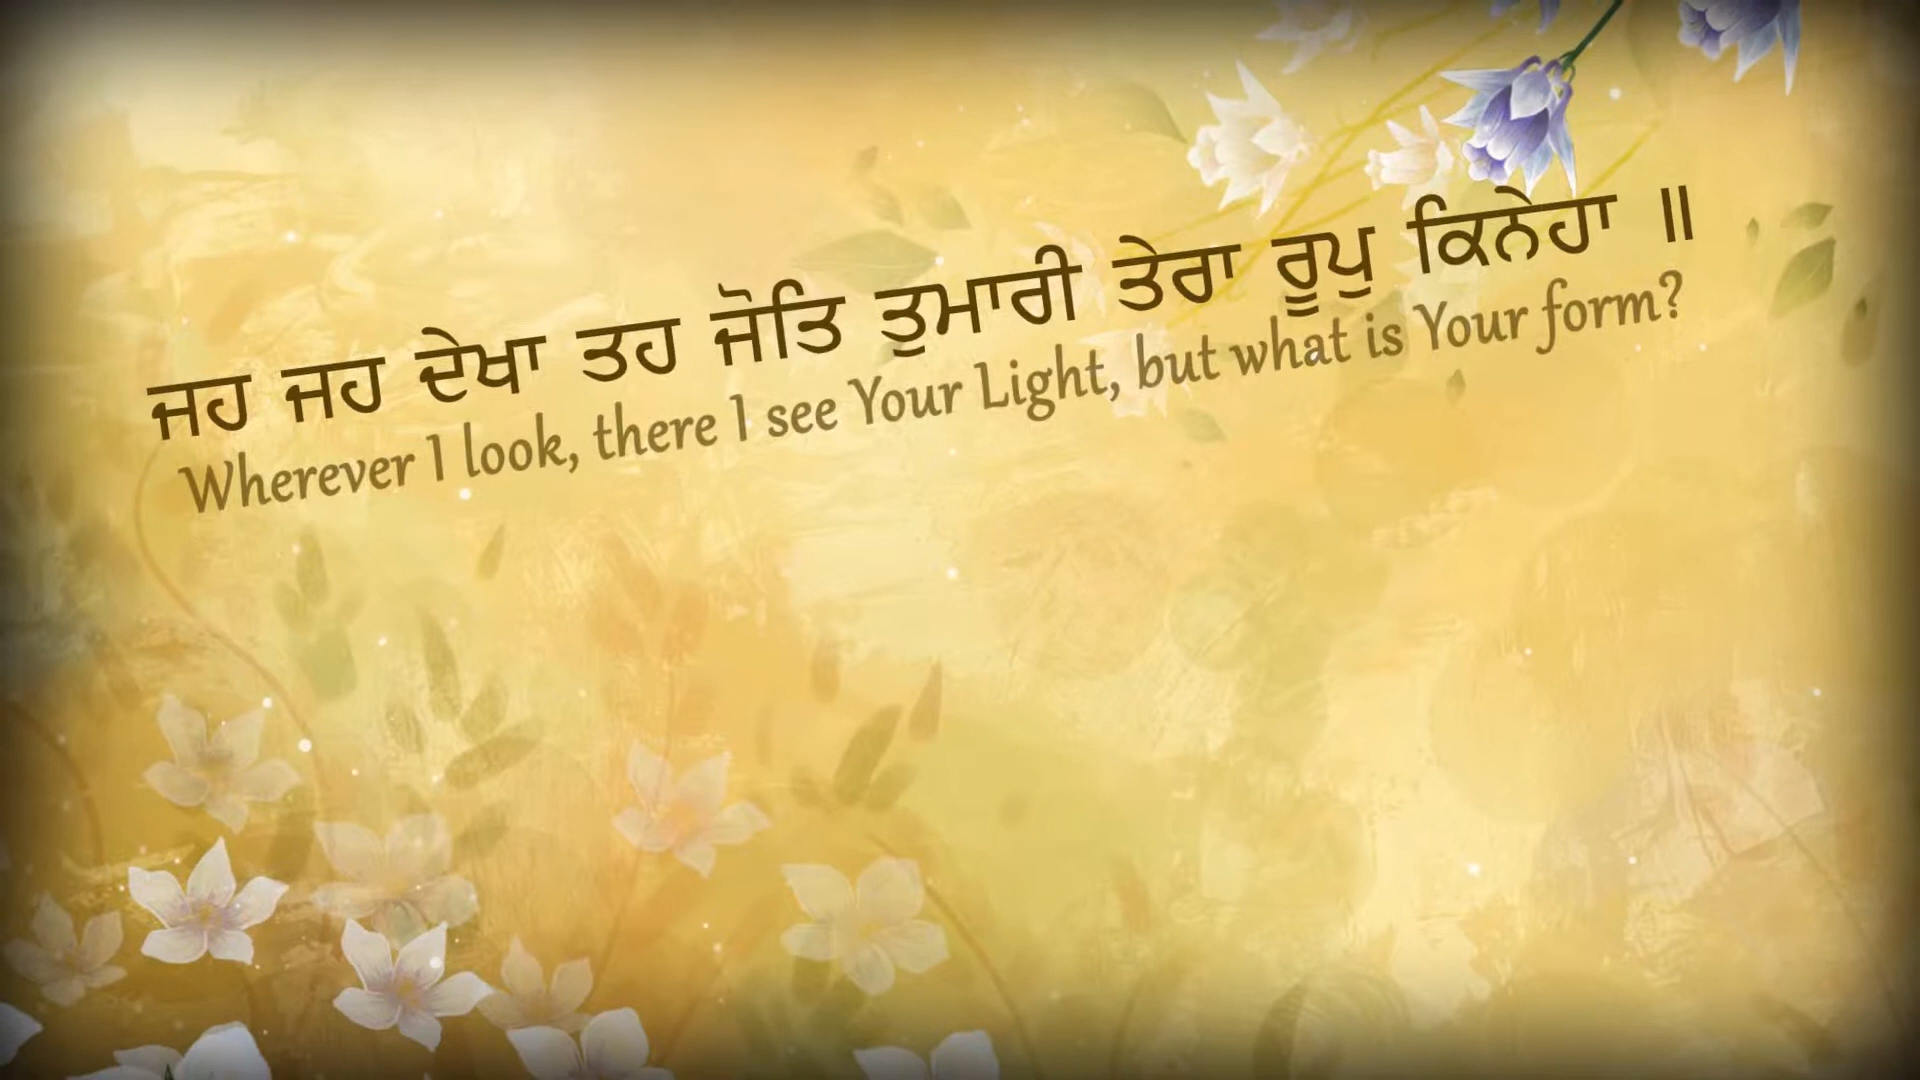 ਜਹ ਜਹ ਦੇਖਾ ਤਹ ਜੋਤਿ ਤੁਮਾਰੀ ਤੇਰਾ ਰੂਪੁ ਕਿਨੇਹਾ ॥
Wherever I look, there I see Your Light, but what is Your form?